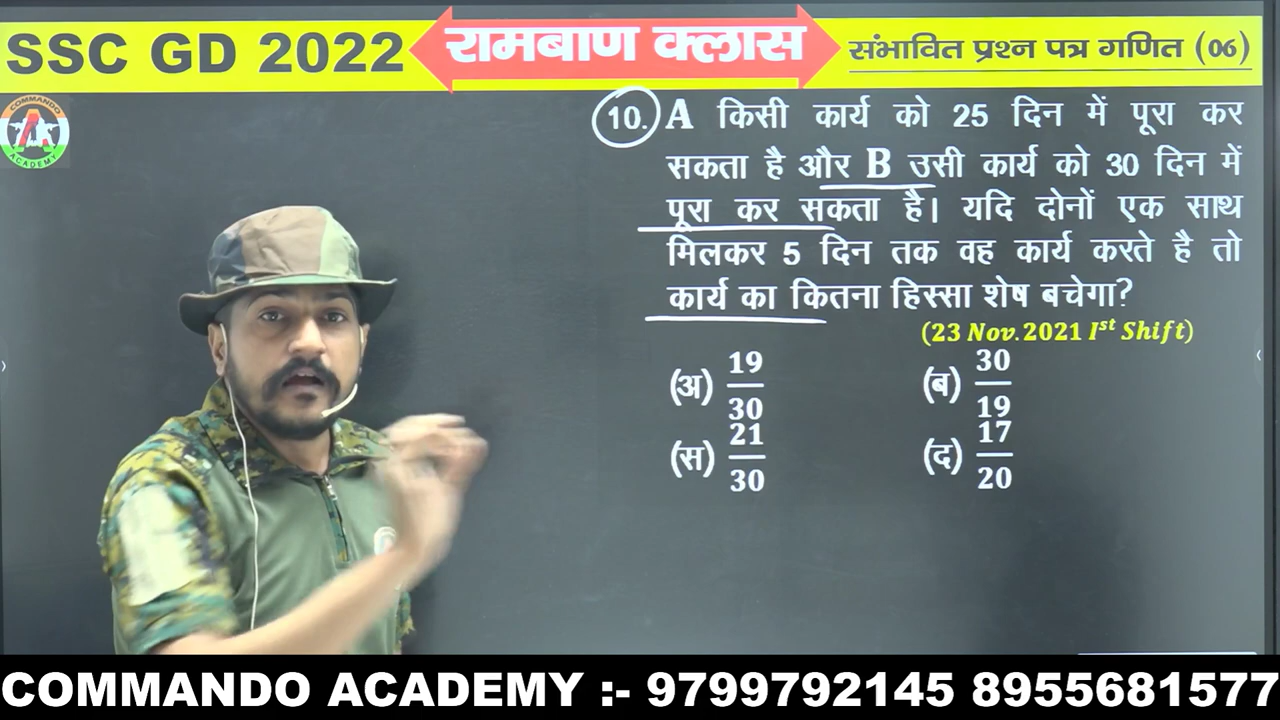 SSC GD 2022
रामबाण क्लास
संभावित प्रश्न पत्र गणित (06)
COMMANDO
ACADEMY
10. A किसी कार्य को 25 दिन में पूरा कर
सकता है और B उसी कार्य को 30 दिन में
पूरा कर सकता है। यदि दोनों एक साथ
मिलकर 5 दिन तक वह कार्य करते है तो
कार्य का कितना हिस्सा शेष बचेगा?
(23 Nov.2021 Iˢᵗ Shift)
(अ) 19/30 (ब) 30/19
(स) 21/30 (द) 17/20
COMMANDO ACADEMY :- 9799792145 8955681577